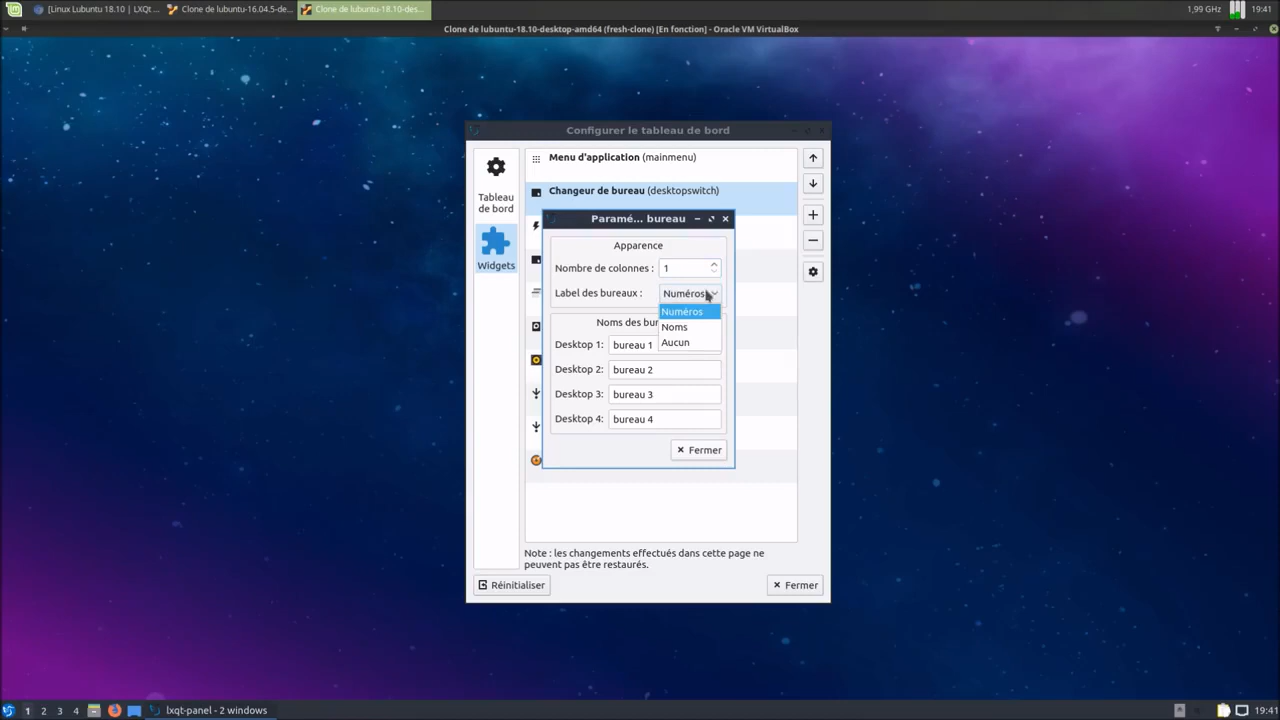 [Linux Lubuntu 18.10 | LXQt ...
Clone de lubuntu-16.04.5-de...
Clone de lubuntu-18.10-des...
1,99 GHz
19:41
Clone de lubuntu-18.10-desktop-amd64 (fresh-clone) [En fonction] - Oracle VM VirtualBox
Configurer le tableau de bord
Tableau
de bord
Widgets
Menu d'application (mainmenu)
Changeur de bureau (desktopswitch)
Paramé... bureau
Apparence
Nombre de colonnes : 1
Label des bureaux : Numéros
Numéros
Noms
Aucun
Noms des bur
Desktop 1: bureau 1
Desktop 2: bureau 2
Desktop 3: bureau 3
Desktop 4: bureau 4
Fermer
Note : les changements effectués dans cette page ne
peuvent pas être restaurés.
Réinitialiser
Fermer
1 2 3 4
lxqt-panel - 2 windows
19:41